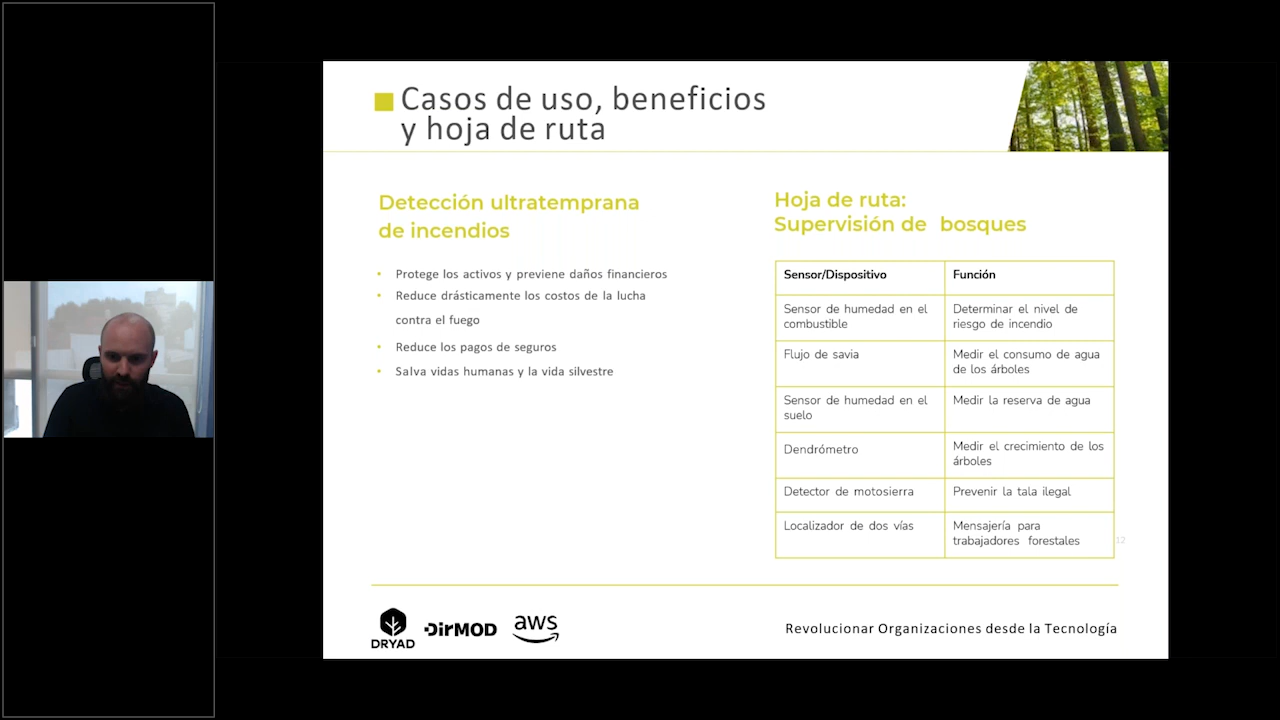 Casos de uso, beneficios
y hoja de ruta
Detección ultratemprana
de incendios
• Protege los activos y previene daños financieros
• Reduce drásticamente los costos de la lucha
contra el fuego
• Reduce los pagos de seguros
• Salva vidas humanas y la vida silvestre
Hoja de ruta:
Supervisión de bosques
Sensor/Dispositivo
Función
Sensor de humedad en el
combustible
Determinar el nivel de
riesgo de incendio
Flujo de savia
Medir el consumo de agua
de los árboles
Sensor de humedad en el
suelo
Medir la reserva de agua
Dendrómetro
Medir el crecimiento de los
árboles
Detector de motosierra
Prevenir la tala ilegal
Localizador de dos vías
Mensajería para
trabajadores forestales
12
DRYAD
DirMOD
aws
Revolucionar Organizaciones desde la Tecnología